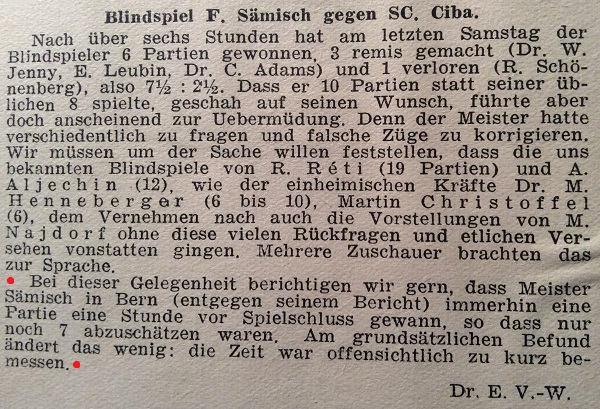 Blindspiel F. Sämisch gegen SC. Ciba.
Nach über sechs Stunden hat am letzten Samstag der
Blindspieler 6 Partien gewonnen, 3 remis gemacht (Dr. W.
Jenny, E. Leubin, Dr. C. Adams) und 1 verloren (R. Schö-
nenberg), also 7½ : 2½. Dass er 10 Partien statt seiner üb-
lichen 8 spielte, geschah auf seinen Wunsch, führte aber
doch anscheinend zur Uebermüdung. Denn der Meister hatte
verschiedentlich zu fragen und falsche Züge zu korrigieren.
Wir müssen um der Sache willen feststellen, dass die uns
bekannten Blindspiele von R. Réti (19 Partien) und A.
Aljechin (12), wie der einheimischen Kräfte Dr. M.
Henneberger (6 bis 10), Martin Christoffel
(6), dem Vernehmen nach auch die Vorstellungen von M.
Najdorf ohne diese vielen Rückfragen und etlichen Ver-
sehen vonstatten gingen. Mehrere Zuschauer brachten das
zur Sprache.
Bei dieser Gelegenheit berichtigen wir gern, dass Meister
Sämisch in Bern (entgegen seinem Bericht) immerhin eine
Partie eine Stunde vor Spielschluss gewann, so dass nur
noch 7 abzuschätzen waren. Am grundsätzlichen Befund
ändert das wenig: die Zeit war offensichtlich zu kurz be-
messen.
Dr. E. V.-W.